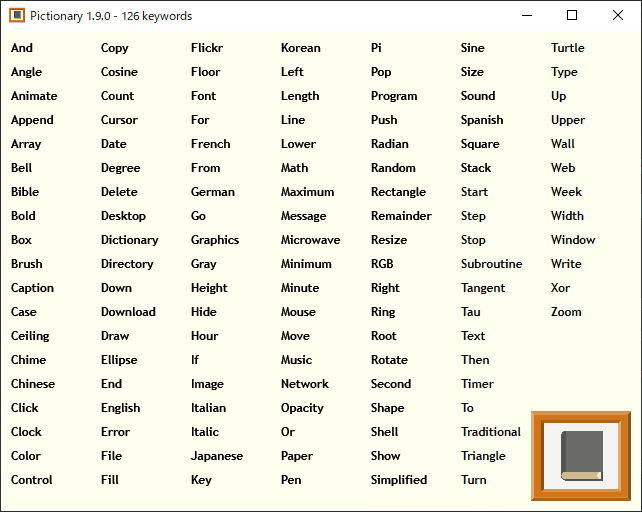 Pictionary 1.9.0 - 126 keywords
And
Angle
Animate
Append
Array
Bell
Bible
Bold
Box
Brush
Caption
Case
Ceiling
Chime
Chinese
Click
Clock
Color
Control
Copy
Cosine
Count
Cursor
Date
Degree
Delete
Desktop
Dictionary
Directory
Down
Download
Draw
Ellipse
End
English
Error
File
Fill
Flickr
Floor
Font
For
French
From
German
Go
Graphics
Gray
Height
Hide
Hour
If
Image
Italian
Italic
Japanese
Key
Korean
Left
Length
Line
Lower
Math
Maximum
Message
Microwave
Minimum
Minute
Mouse
Move
Music
Network
Opacity
Or
Paper
Pen
Pi
Pop
Program
Push
Radian
Random
Rectangle
Remainder
Resize
RGB
Right
Ring
Root
Rotate
Second
Shape
Shell
Show
Simplified
Sine
Size
Sound
Spanish
Square
Stack
Start
Step
Stop
Subroutine
Tangent
Tau
Text
Then
Timer
To
Traditional
Triangle
Turn
Turtle
Type
Up
Upper
Wall
Web
Week
Width
Window
Write
Xor
Zoom